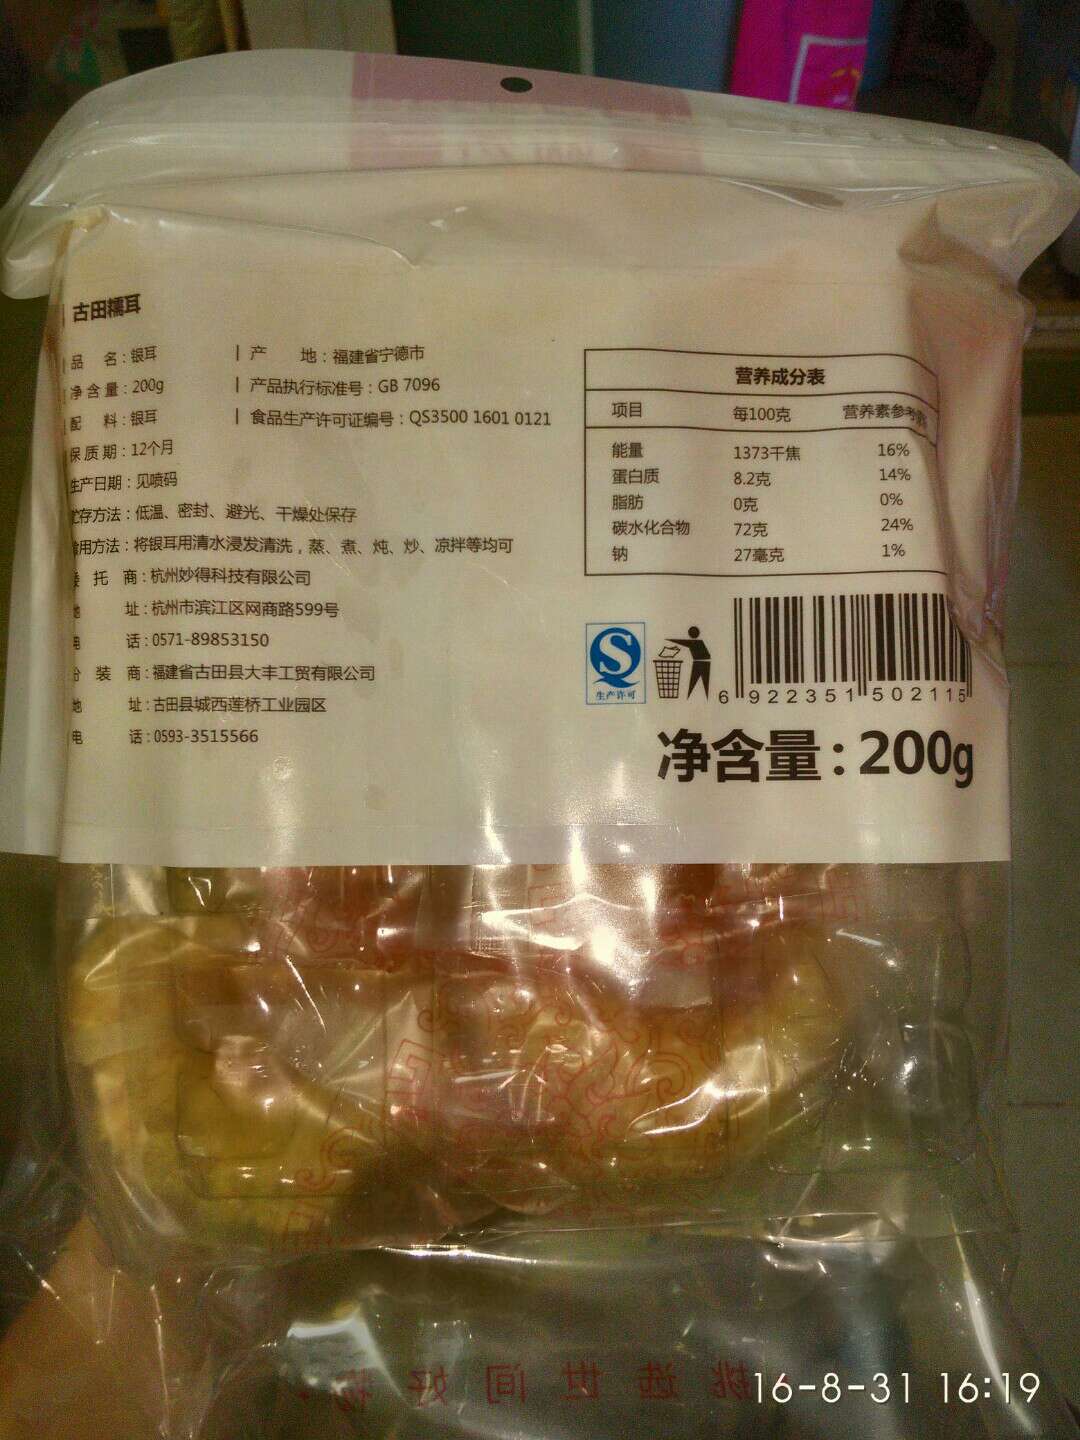 古田糯耳
品 名：银耳
净含量：200g
配 料：银耳
保质期：12个月
生产日期：见喷码
产 地：福建省宁德市
产品执行标准号：GB 7096
食品生产许可证编号：QS3500 1601 0121
贮存方法：低温、密封、避光、干燥处保存
食用方法：将银耳用清水浸发清洗，蒸、煮、炖、炒、凉拌等均可
委 托 商：杭州妙得科技有限公司
地 址：杭州市滨江区网商路599号
电 话：0571-89853150
分 装 商：福建省古田县大丰工贸有限公司
地 址：古田县城西莲桥工业园区
电 话：0593-3515566
营养成分表
项目 每100克 营养素参考
能量 1373千焦 16%
蛋白质 8.2克 14%
脂肪 0克 0%
碳水化合物 72克 24%
钠 27毫克 1%
生产许可
6 922351 502115
净含量：200g
挑选世间好物
16-8-31 16:19